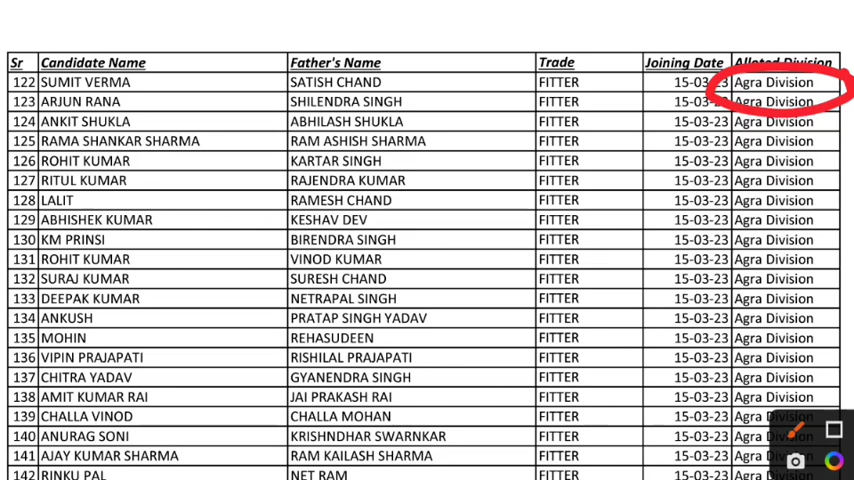 Sr Candidate Name Father's Name Trade Joining Date Alloted Division
122 SUMIT VERMA SATISH CHAND FITTER 15-03-23 Agra Division
123 ARJUN RANA SHILENDRA SINGH FITTER 15-03-23 Agra Division
124 ANKIT SHUKLA ABHILASH SHUKLA FITTER 15-03-23 Agra Division
125 RAMA SHANKAR SHARMA RAM ASHISH SHARMA FITTER 15-03-23 Agra Division
126 ROHIT KUMAR KARTAR SINGH FITTER 15-03-23 Agra Division
127 RITUL KUMAR RAJENDRA KUMAR FITTER 15-03-23 Agra Division
128 LALIT RAMESH CHAND FITTER 15-03-23 Agra Division
129 ABHISHEK KUMAR KESHAV DEV FITTER 15-03-23 Agra Division
130 KM PRINSI BIRENDRA SINGH FITTER 15-03-23 Agra Division
131 ROHIT KUMAR VINOD KUMAR FITTER 15-03-23 Agra Division
132 SURAJ KUMAR SURESH CHAND FITTER 15-03-23 Agra Division
133 DEEPAK KUMAR NETRAPAL SINGH FITTER 15-03-23 Agra Division
134 ANKUSH PRATAP SINGH YADAV FITTER 15-03-23 Agra Division
135 MOHIN REHASUDEEN FITTER 15-03-23 Agra Division
136 VIPIN PRAJAPATI RISHILAL PRAJAPATI FITTER 15-03-23 Agra Division
137 CHITRA YADAV GYANENDRA SINGH FITTER 15-03-23 Agra Division
138 AMIT KUMAR RAI JAI PRAKASH RAI FITTER 15-03-23 Agra Division
139 CHALLA VINOD CHALLA MOHAN FITTER 15-03-23 Agra Division
140 ANURAG SONI KRISHNDHAR SWARNKAR FITTER 15-03-23 Agra Division
141 AJAY KUMAR SHARMA RAM KAILASH SHARMA FITTER 15-03-23 Agra Division
142 RINKU PAL NET RAM FITTER 15-03-23 Agra Division